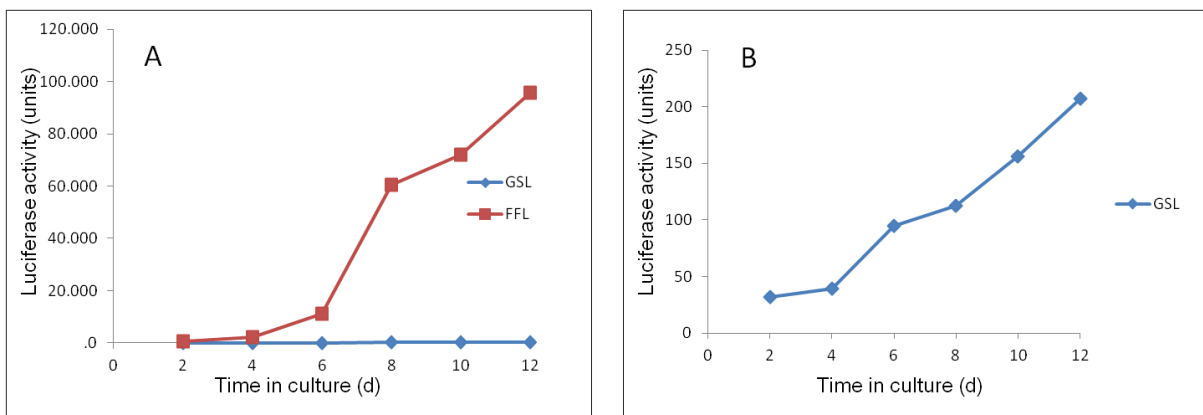 A
Luciferase activity (units)
120.000
100.000
80.000
60.000
40.000
20.000
.0
0 2 4 6 8 10 12
Time in culture (d)
GSL
FFL
B
Luciferase activity (units)
250
200
150
100
50
0
0 2 4 6 8 10 12
Time in culture (d)
GSL